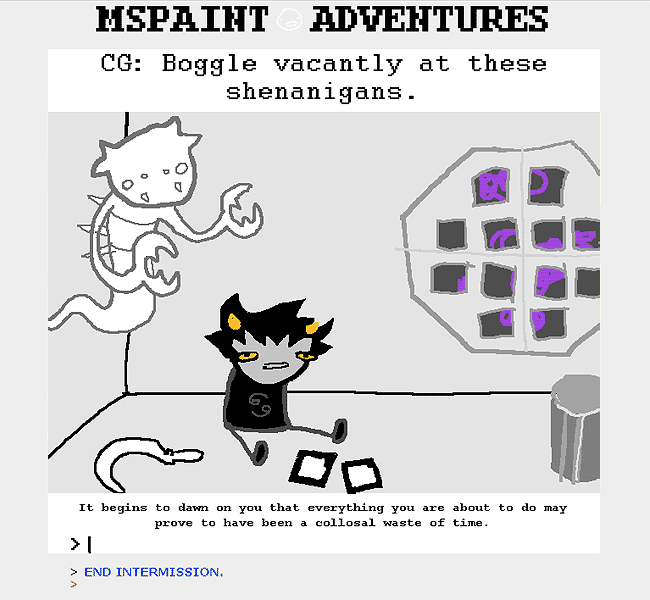 MSPAINT ADVENTURES
CG: Boggle vacantly at these
shenanigans.
It begins to dawn on you that everything you are about to do may
prove to have been a collosal waste of time.
>|
> END INTERMISSION.
>